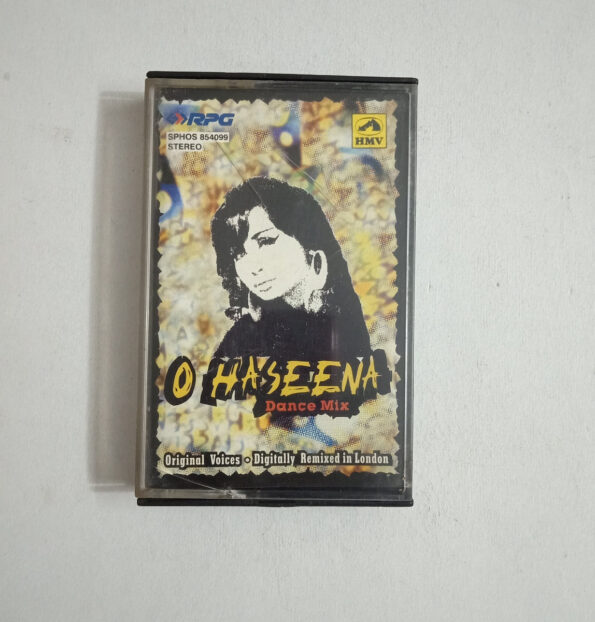 RPG
SPHOS 854099
STEREO
HMV
O HASEENA
Dance Mix
Original Voices • Digitally Remixed in London